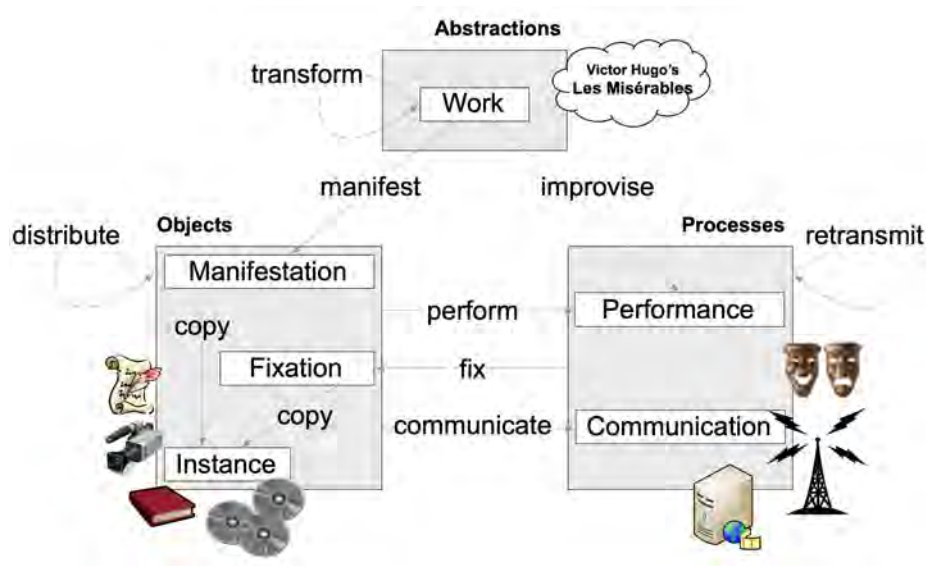 Abstractions
transform
Victor Hugo's
Les Misérables
Work
manifest
improvise
distribute
Objects
Processes
retransmit
Manifestation
perform
Performance
copy
Fixation
fix
copy
communicate
Communication
Instance